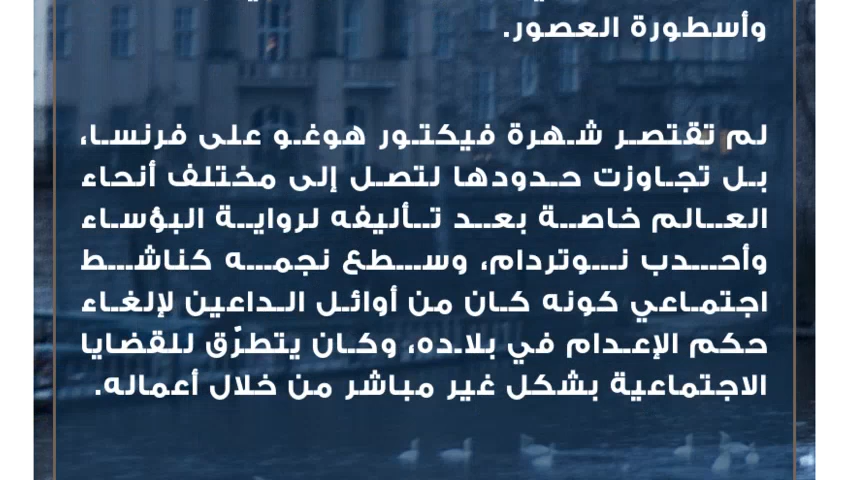 وأسطورة العصور.
لم تقتصر شهرة فيكتور هوغو على فرنسا،
بل تجاوزت حدودها لتصل إلى مختلف أنحاء
العالم خاصة بعد تأليفه لرواية البؤساء
وأحدب نوتردام، وسطع نجمه كناشط
اجتماعي كونه كان من أوائل الداعين لإلغاء
حكم الإعدام في بلاده، وكان يتطرّق للقضايا
الاجتماعية بشكل غير مباشر من خلال أعماله.